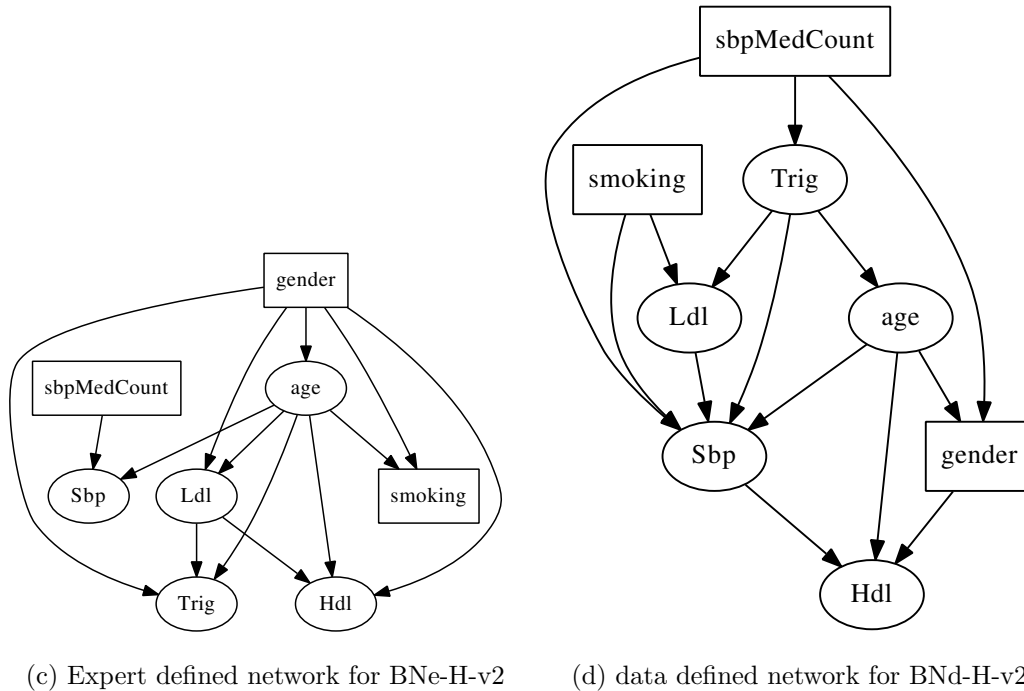 gender
sbpMedCount
age
Sbp
Ldl
smoking
Trig
Hdl
(c) Expert defined network for BNe-H-v2
sbpMedCount
smoking
Trig
Ldl
age
Sbp
gender
Hdl
(d) data defined network for BNd-H-v2